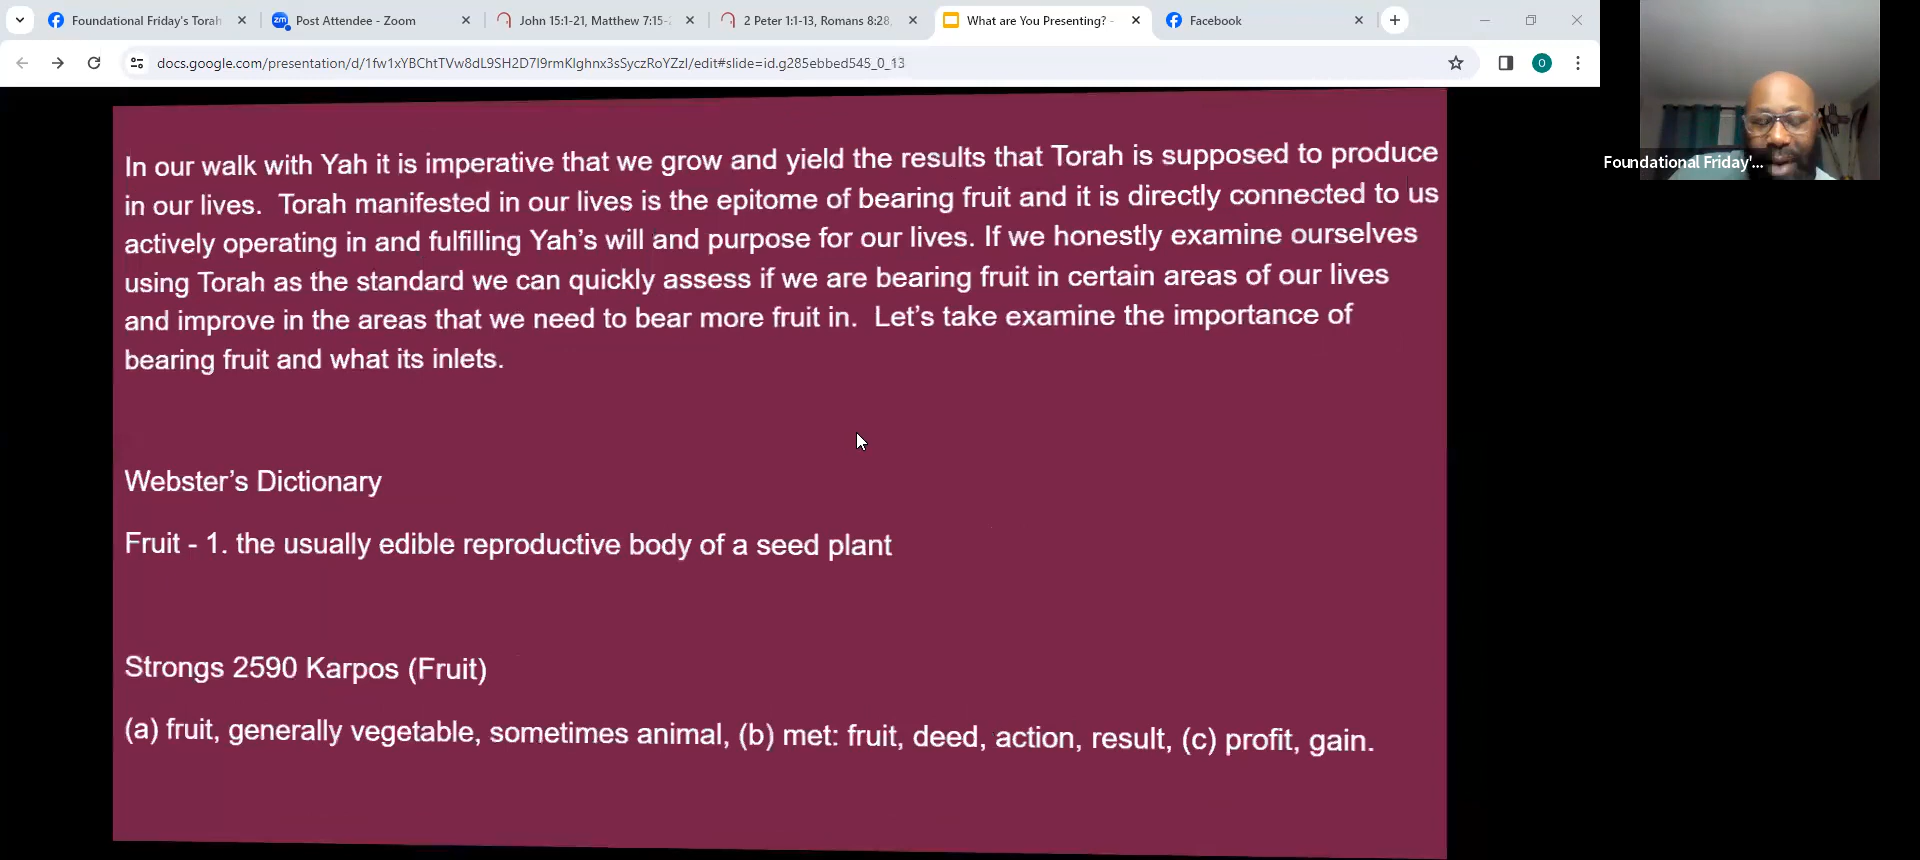 Foundational Friday's Torah
Post Attendee - Zoom
John 15:1-21, Matthew 7:15-2
2 Peter 1:1-13, Romans 8:28,
What are You Presenting? -
Facebook
docs.google.com/presentation/d/1fw1xYBChtTVw8dL9SH2D7I9rmKlghnx3sSyczRoYZzI/edit#slide=id.g285ebbed545_0_13
O
Foundational Friday'...
In our walk with Yah it is imperative that we grow and yield the results that Torah is supposed to produce
in our lives.  Torah manifested in our lives is the epitome of bearing fruit and it is directly connected to us
actively operating in and fulfilling Yah’s will and purpose for our lives. If we honestly examine ourselves
using Torah as the standard we can quickly assess if we are bearing fruit in certain areas of our lives
and improve in the areas that we need to bear more fruit in.  Let’s take examine the importance of
bearing fruit and what its inlets.
Webster’s Dictionary
Fruit - 1. the usually edible reproductive body of a seed plant
Strongs 2590 Karpos (Fruit)
(a) fruit, generally vegetable, sometimes animal, (b) met: fruit, deed, action, result, (c) profit, gain.